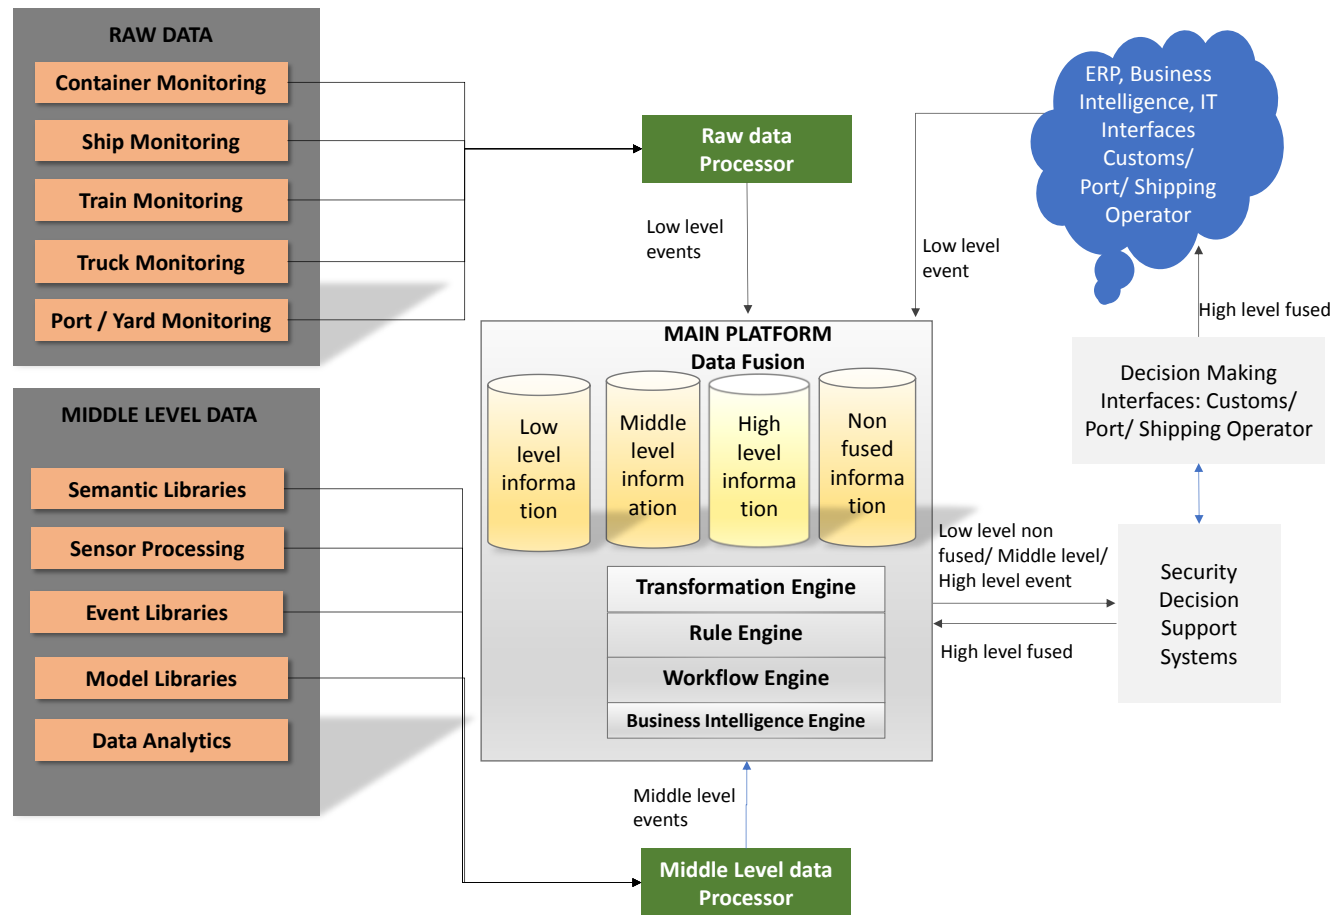 RAW DATA
Container Monitoring
Ship Monitoring
Train Monitoring
Truck Monitoring
Port / Yard Monitoring
MIDDLE LEVEL DATA
Semantic Libraries
Sensor Processing
Event Libraries
Model Libraries
Data Analytics
Raw data
Processor
Low level
events
MAIN PLATFORM
Data Fusion
Low
level
informa
tion
Middle
level
inform
ation
High
level
informa
tion
Non
fused
informa
tion
Transformation Engine
Rule Engine
Workflow Engine
Business Intelligence Engine
Middle level
events
Middle Level data
Processor
ERP, Business
Intelligence, IT
Interfaces
Customs/
Port/ Shipping
Operator
Low level
event
High level fused
Decision Making
Interfaces: Customs/
Port/ Shipping Operator
Low level non
fused/ Middle level/
High level event
High level fused
Security
Decision
Support
Systems